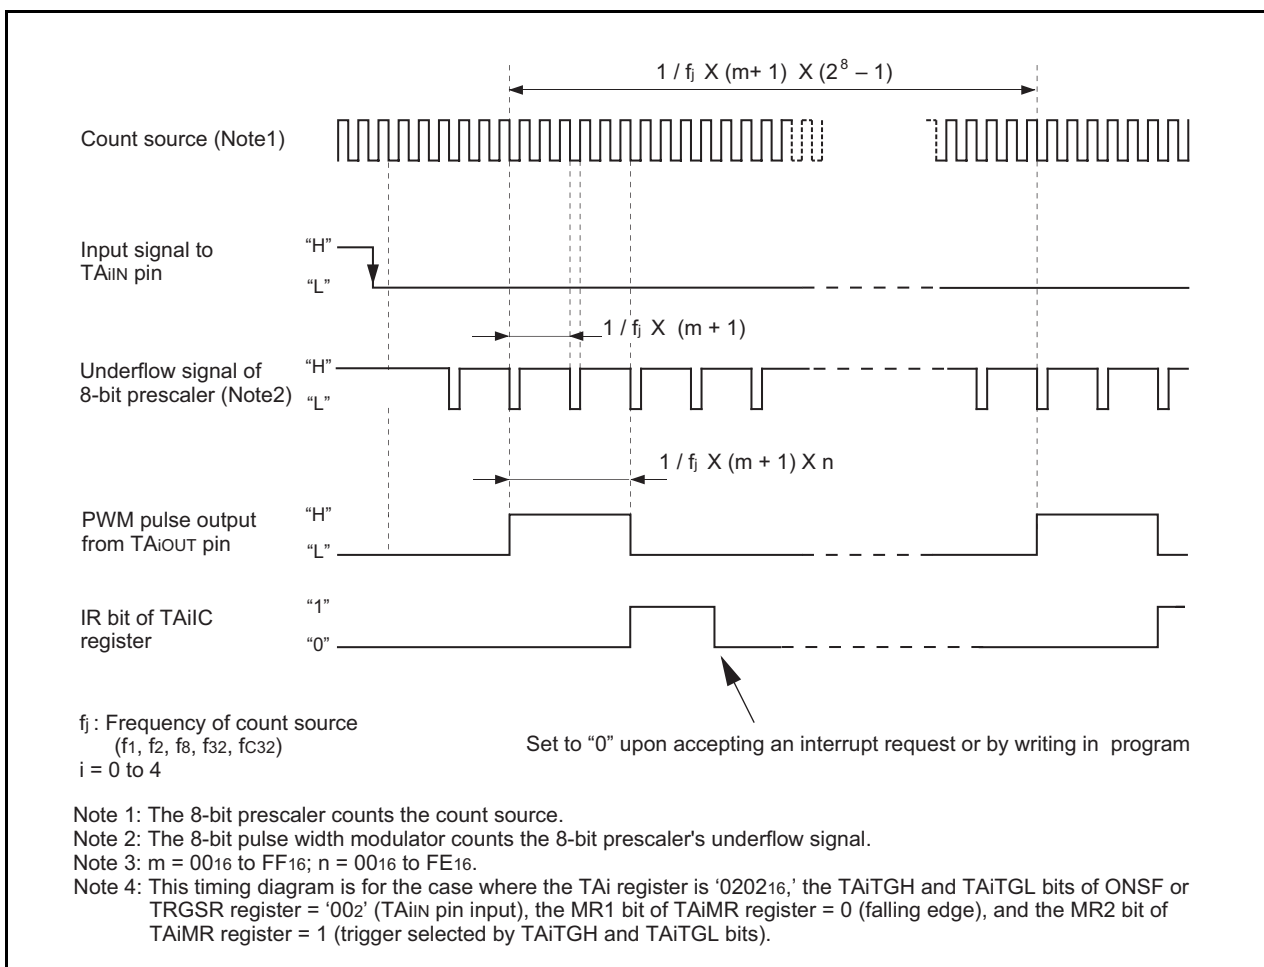 1 / fj X (m+ 1) X (2⁸ – 1)
Count source (Note1)
Input signal to
TAiIN pin
“H”
“L”
1 / fj X (m + 1)
Underflow signal of
8-bit prescaler (Note2)
“H”
“L”
1 / fj X (m + 1) X n
PWM pulse output
from TAiOUT pin
“H”
“L”
IR bit of TAiIC
register
“1”
“0”
fj : Frequency of count source
(f1, f2, f8, f32, fC32)
i = 0 to 4
Set to “0” upon accepting an interrupt request or by writing in program
Note 1: The 8-bit prescaler counts the count source.
Note 2: The 8-bit pulse width modulator counts the 8-bit prescaler's underflow signal.
Note 3: m = 0016 to FF16; n = 0016 to FE16.
Note 4: This timing diagram is for the case where the TAi register is ‘020216,’ the TAiTGH and TAiTGL bits of ONSF or
TRGSR register = ‘002’ (TAiIN pin input), the MR1 bit of TAiMR register = 0 (falling edge), and the MR2 bit of
TAiMR register = 1 (trigger selected by TAiTGH and TAiTGL bits).